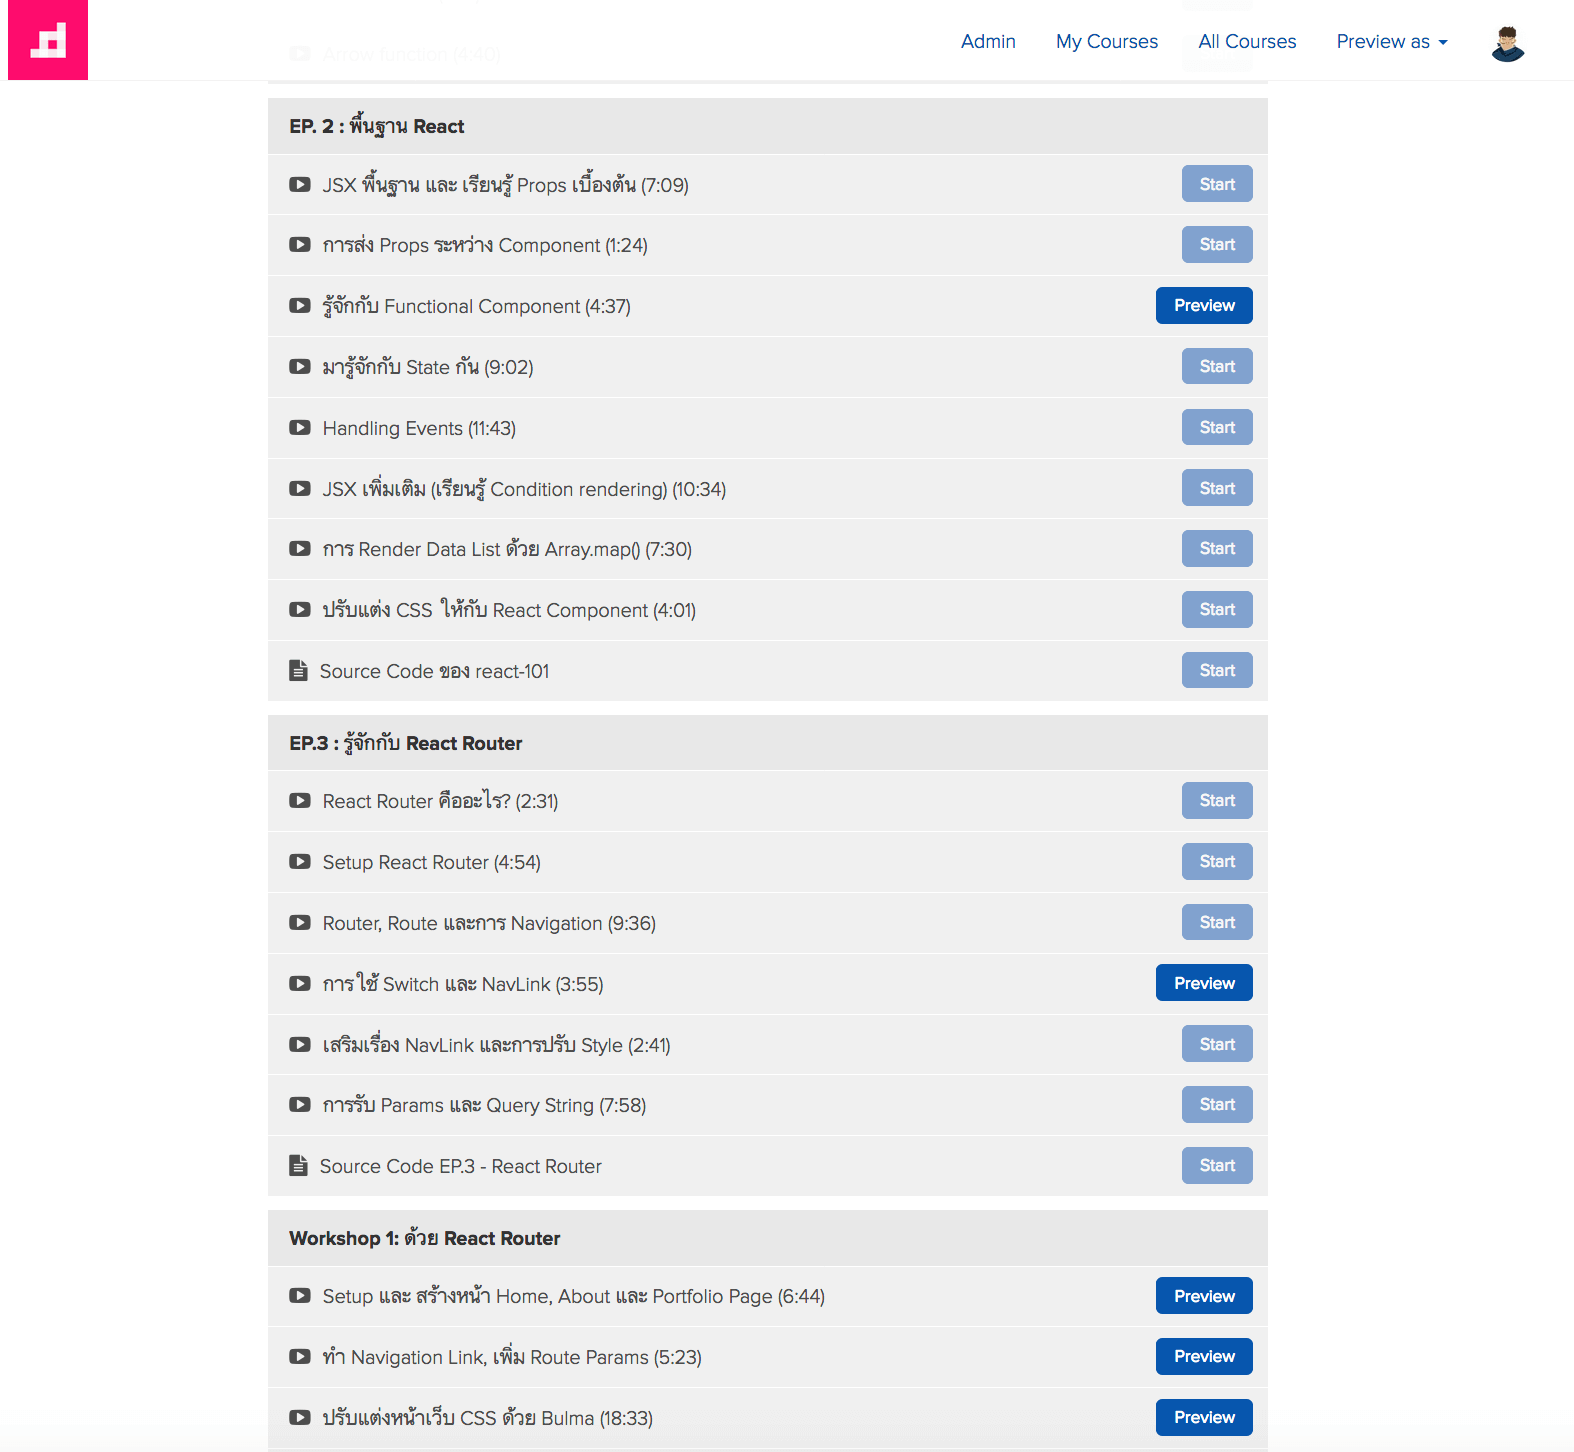 Admin My Courses All Courses Preview as
Arrow function (4:40)
EP. 2 : พื้นฐาน React
JSX พื้นฐาน และ เรียนรู้ Props เบื้องต้น (7:09) Start
การส่ง Props ระหว่าง Component (1:24) Start
รู้จักกับ Functional Component (4:37) Preview
มารู้จักกับ State กัน (9:02) Start
Handling Events (11:43) Start
JSX เพิ่มเติม (เรียนรู้ Condition rendering) (10:34) Start
การ Render Data List ด้วย Array.map() (7:30) Start
ปรับแต่ง CSS ให้กับ React Component (4:01) Start
Source Code ของ react-101 Start
EP.3 : รู้จักกับ React Router
React Router คืออะไร? (2:31) Start
Setup React Router (4:54) Start
Router, Route และการ Navigation (9:36) Start
การใช้ Switch และ NavLink (3:55) Preview
เสริมเรื่อง NavLink และการปรับ Style (2:41) Start
การรับ Params และ Query String (7:58) Start
Source Code EP.3 - React Router Start
Workshop 1: ด้วย React Router
Setup และ สร้างหน้า Home, About และ Portfolio Page (6:44) Preview
ทำ Navigation Link, เพิ่ม Route Params (5:23) Preview
ปรับแต่งหน้าเว็บ CSS ด้วย Bulma (18:33) Preview